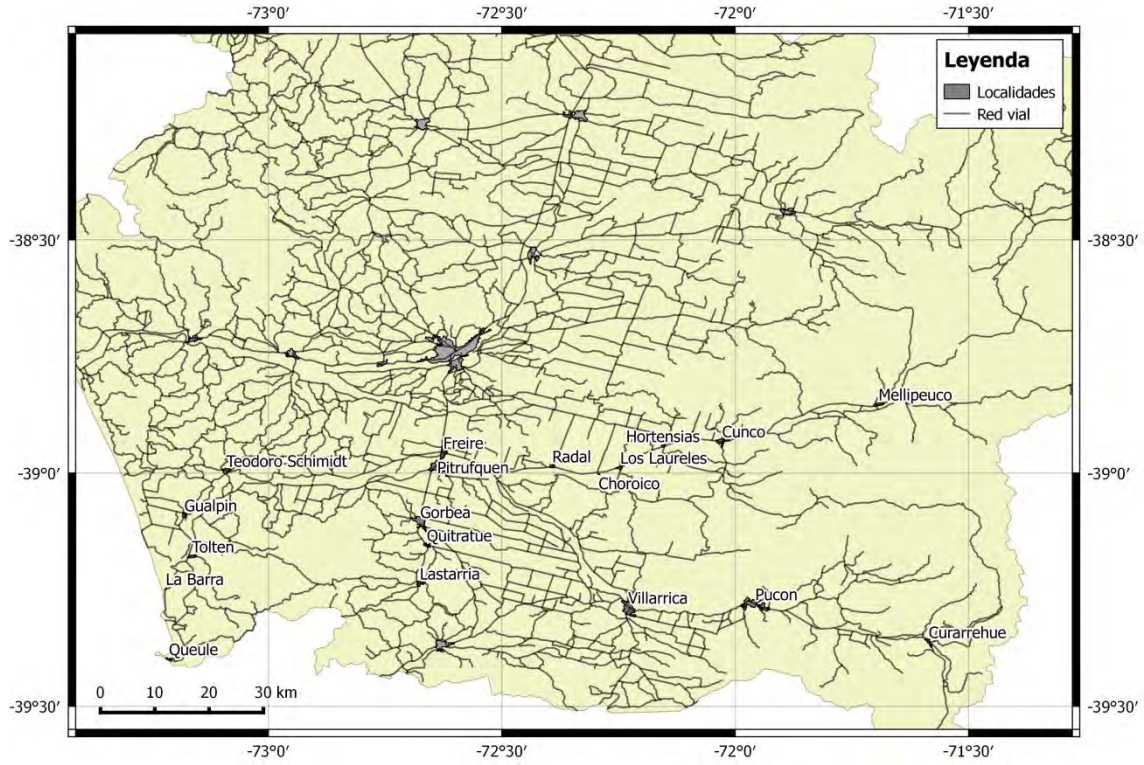 -73°0' -72°30' -72°0' -71°30'
Leyenda
Localidades
Red vial
-38°30' -38°30'
Mellipeuco
Hortensias Cunco
Freire
Radal Los Laureles
Teodoro Schmidt Pitrufquen
-39°0' -39°0'
Choroico
Gualpin
Gorbea
Quitratue
Tolten
Lastarria
La Barra
Villarrica Pucon
Curarrehue
Queule
0 10 20 30 km
-39°30' -39°30'
-73°0' -72°30' -72°0' -71°30'